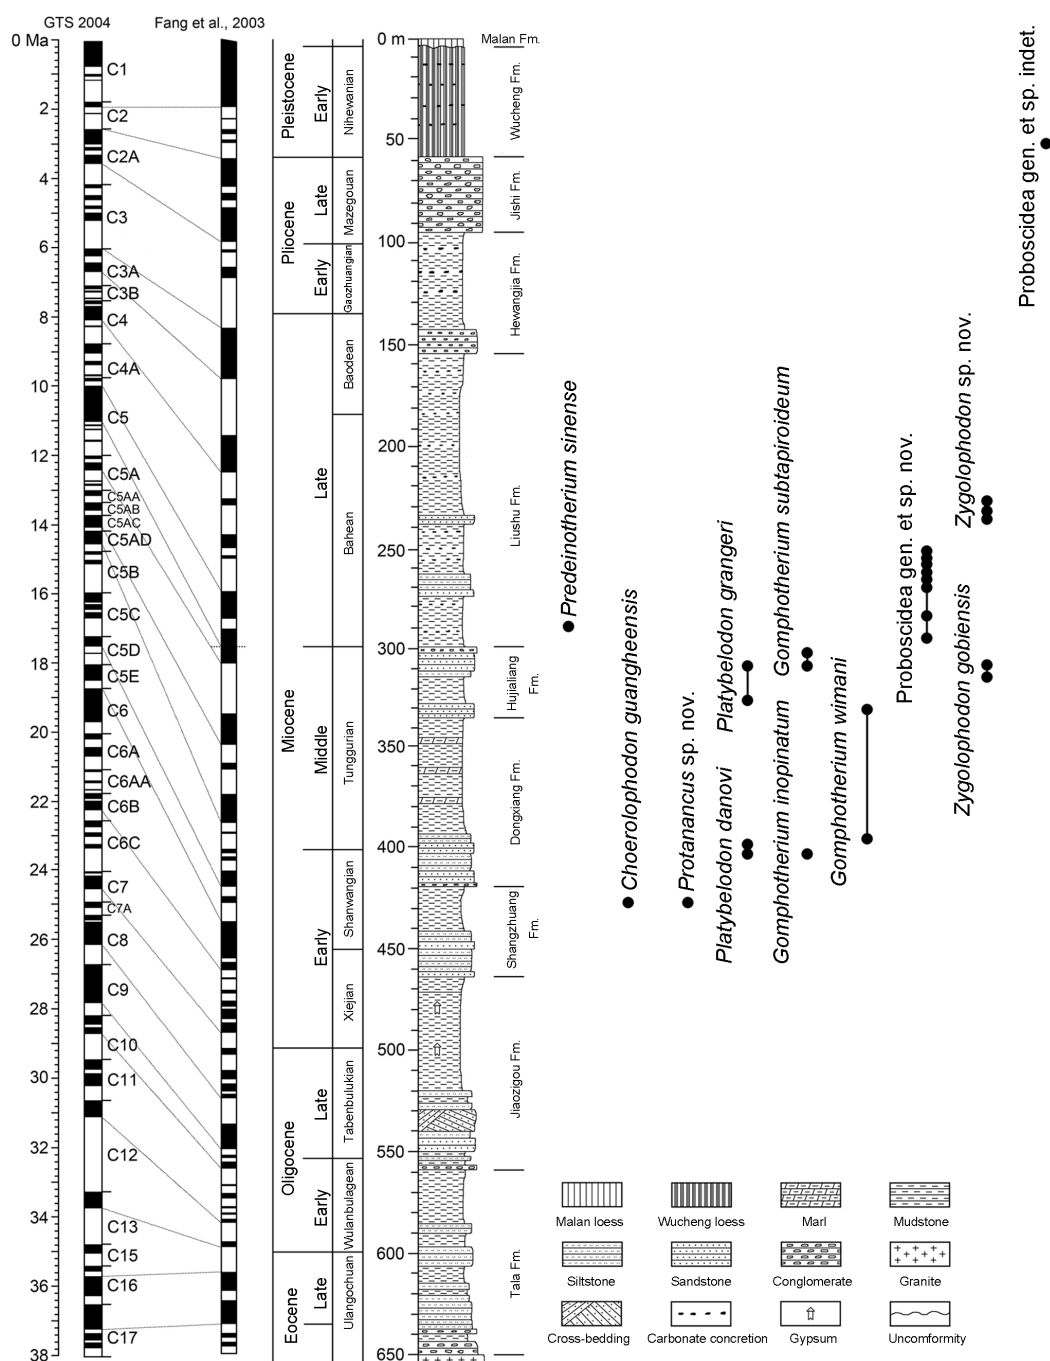 GTS 2004
Fang et al., 2003
0 Ma
2
4
6
8
10
12
14
16
18
20
22
24
26
28
30
32
34
36
38
C1
C2
C2A
C3
C3A
C3B
C4
C4A
C5
C5A
C5AA
C5AB
C5AC
C5AD
C5B
C5C
C5D
C5E
C6
C6A
C6AA
C6B
C6C
C7
C7A
C8
C9
C10
C11
C12
C13
C15
C16
C17
Pleistocene
Pliocene
Miocene
Oligocene
Eocene
Early
Late
Early
Late
Middle
Early
Late
Early
Late
Nihewanian
Mazegouan
Gaozhuangian
Baodean
Bahean
Tunggurian
Shanwangian
Xiejian
Tabenbulukian
Wulanbulagean
Ulangochuan
0 m
50
100
150
200
250
300
350
400
450
500
550
600
650
Malan Fm.
Wucheng Fm.
Jishi Fm.
Hewangjia Fm.
Liushu Fm.
Hujialiang
Fm.
Dongxiang Fm.
Shangzhuang
Fm.
Jiaozigou Fm.
Tala Fm.
Predeinotherium sinense
Choerolophodon guangheensis
Protanancus sp. nov.
Platybelodon danovi
Platybelodon grangeri
Gomphotherium inopinatum
Gomphotherium subtapiroideum
Gomphotherium wimani
Proboscidea gen. et sp. nov.
Zygolophodon gobiensis
Zygolophodon sp. nov.
Proboscidea gen. et sp. indet.
Malan loess
Wucheng loess
Marl
Mudstone
Siltstone
Sandstone
Conglomerate
Granite
Cross-bedding
Carbonate concretion
Gypsum
Uncomformity